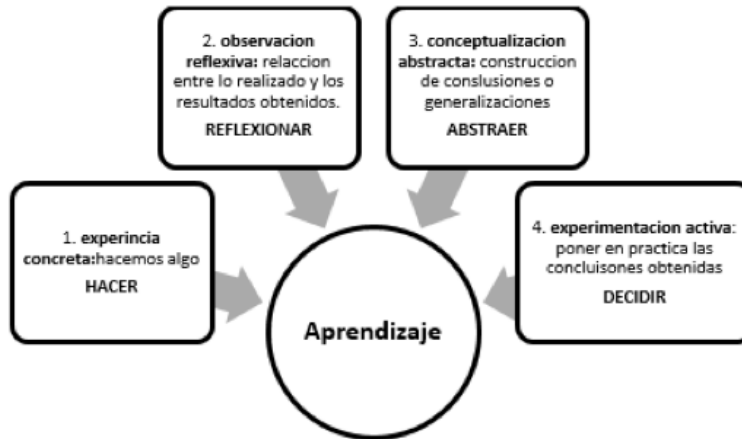 1. experincia
concreta:hacemos algo
HACER
2. observacion
reflexiva: relaccion
entre lo realizado y los
resultados obtenidos.
REFLEXIONAR
3. conceptualizacion
abstracta: construccion
de conslusiones o
generalizaciones
ABSTRAER
4. experimentacion activa:
poner en practica las
concluisones obtenidas
DECIDIR
Aprendizaje